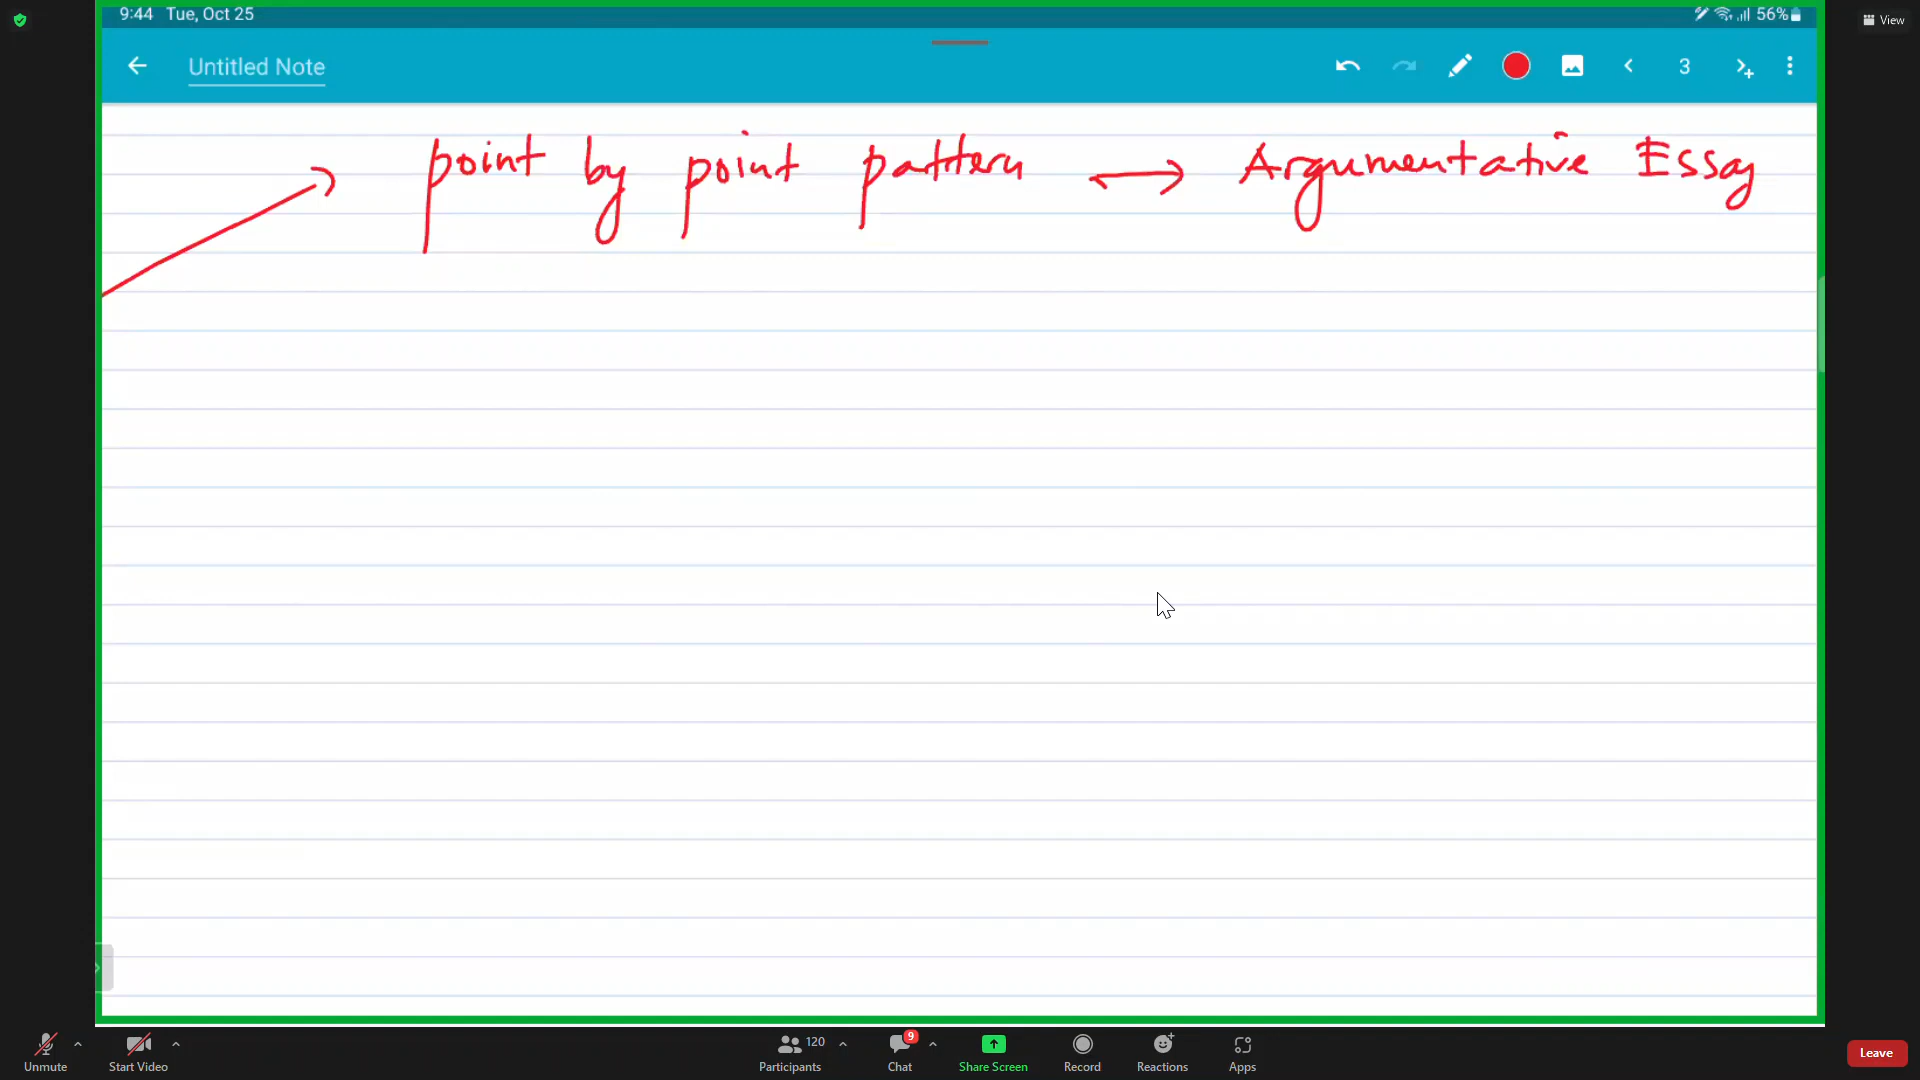 9:44 Tue, Oct 25 56%
View
Untitled Note 3
point by point pattern ↔ Argumentative Essay
Unmute Start Video Participants 120 Chat 9 Share Screen Record Reactions Apps Leave